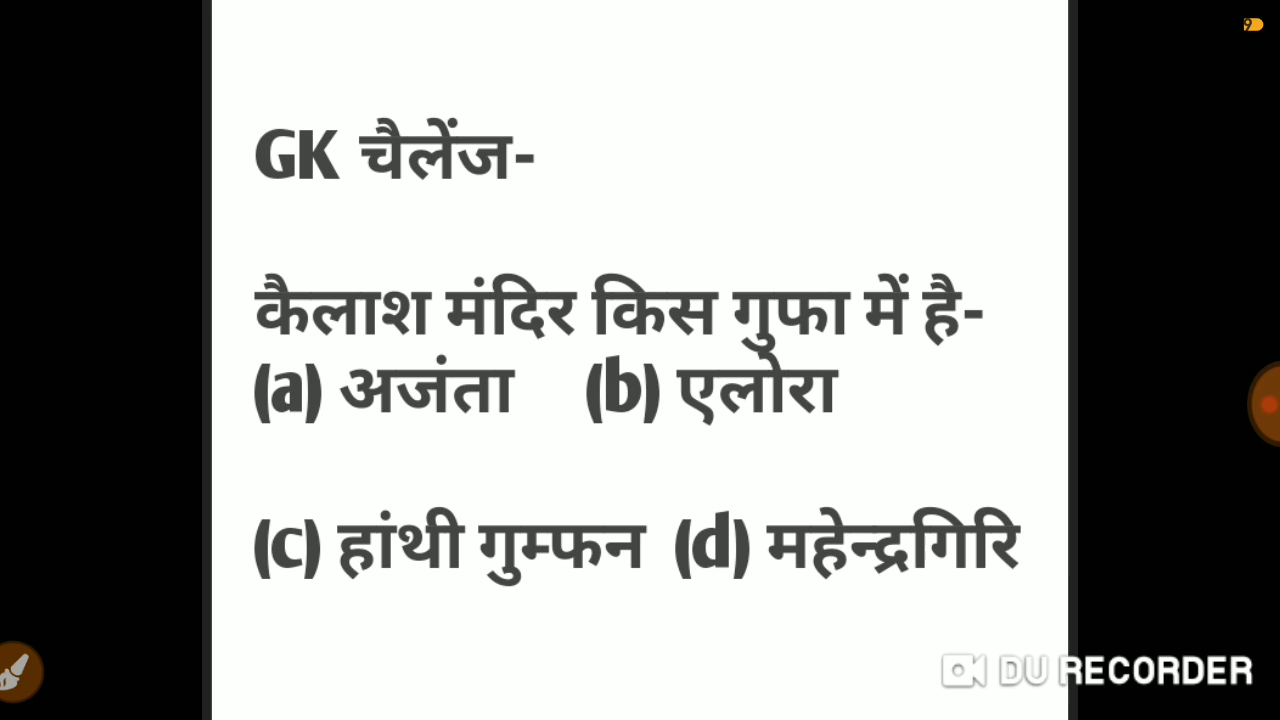 GK चैलेंज-
कैलाश मंदिर किस गुफा में है-
(a) अजंता (b) एलोरा
(c) हांथी गुम्फन (d) महेन्द्रगिरि
DU RECORDER